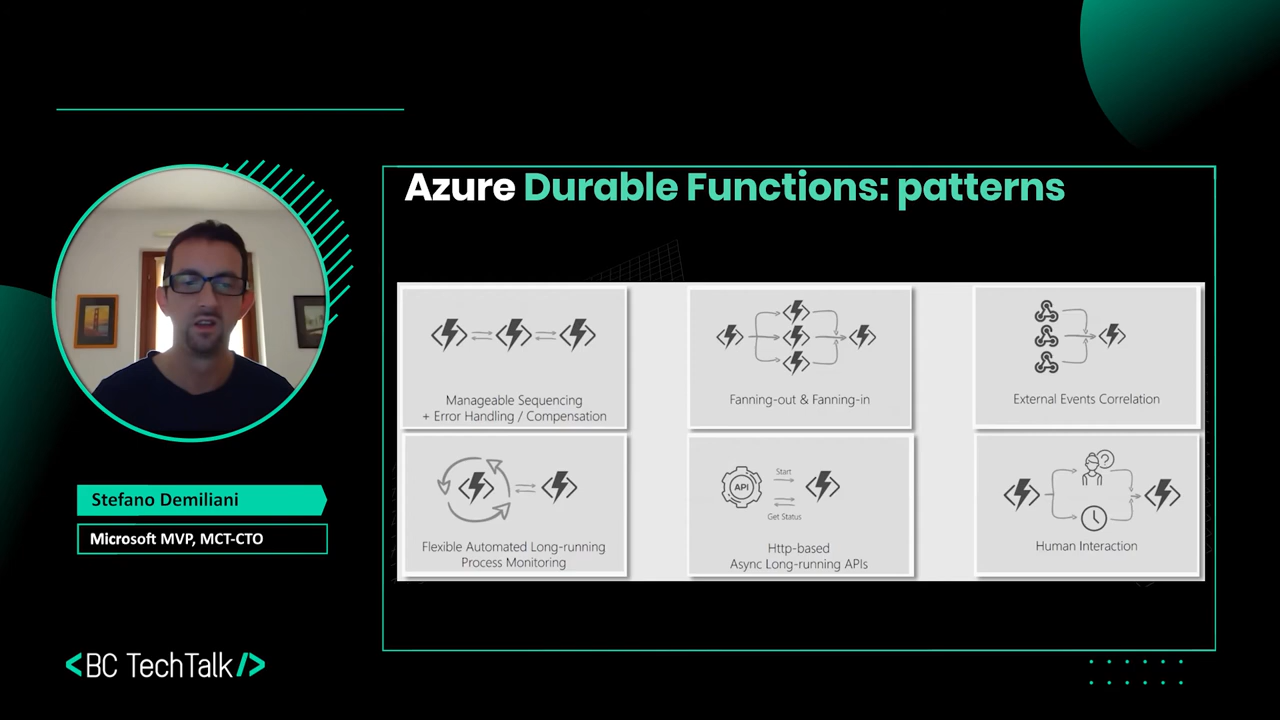 Azure Durable Functions: patterns
Manageable Sequencing
+ Error Handling / Compensation
Fanning-out & Fanning-in
External Events Correlation
Flexible Automated Long-running
Process Monitoring
API
Start
Get Status
Http-based
Async Long-running APIs
?
Human Interaction
Stefano Demiliani
Microsoft MVP, MCT-CTO
<BC TechTalk/>